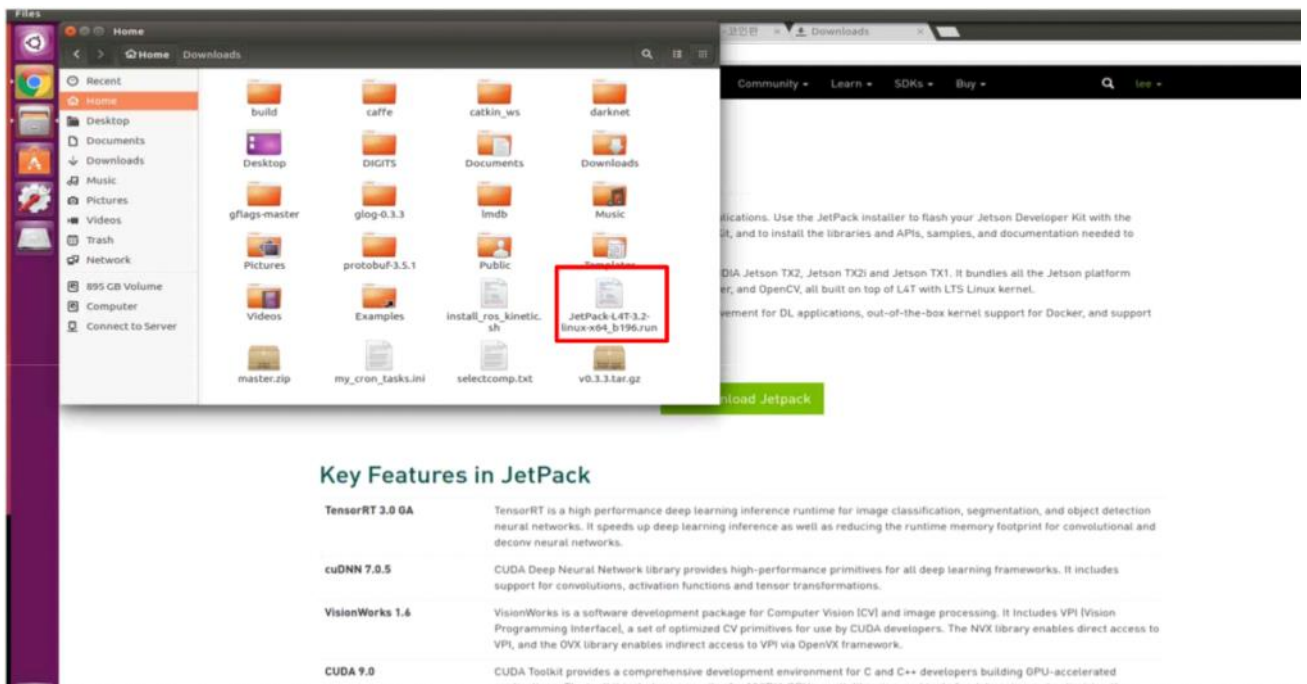 Files
Home
Home Downloads
Recent
Home
Desktop
Documents
Downloads
Music
Pictures
Videos
Trash
Network
895 GB Volume
Computer
Connect to Server
build
caffe
catkin_ws
darknet
Desktop
DIGITS
Documents
Downloads
gflags-master
glog-0.3.3
lmdb
Music
Pictures
protobuf-3.5.1
Public
Templates
Videos
Examples
install_ros_kinetic.
sh
JetPack-L4T-3.2-
linux-x64_b196.run
master.zip
my_cron_tasks.ini
selectcomp.txt
v0.3.3.tar.gz
Downloads
Community Learn SDKs Buy lee
. Use the JetPack installer to flash your Jetson Developer Kit with the
, and to install the libraries and APIs, samples, and documentation needed to
Jetson TX2, Jetson TX2i and Jetson TX1. It bundles all the Jetson platform
, and OpenCV, all built on top of L4T with LTS Linux kernel.
for DL applications, out-of-the-box kernel support for Docker, and support
Jetpack
Key Features in JetPack
TensorRT 3.0 GA
TensorRT is a high performance deep learning inference runtime for image classification, segmentation, and object detection
neural networks. It speeds up deep learning inference as well as reducing the runtime memory footprint for convolutional and
deconv neural networks.
cuDNN 7.0.5
CUDA Deep Neural Network library provides high-performance primitives for all deep learning frameworks. It includes
support for convolutions, activation functions and tensor transformations.
VisionWorks 1.6
VisionWorks is a software development package for Computer Vision (CV) and image processing. It Includes VPI (Vision
Programming Interface), a set of optimized CV primitives for use by CUDA developers. The NVX library enables direct access to
VPI, and the OVX library enables indirect access to VPI via OpenVX framework.
CUDA 9.0
CUDA Toolkit provides a comprehensive development environment for C and C++ developers building GPU-accelerated